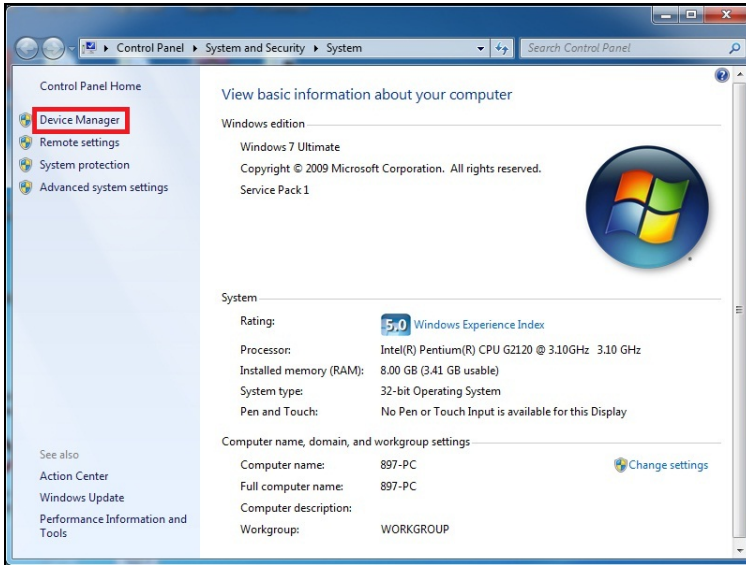 Control Panel ▸ System and Security ▸ System
Search Control Panel
Control Panel Home
Device Manager
Remote settings
System protection
Advanced system settings
See also
Action Center
Windows Update
Performance Information and
Tools
View basic information about your computer
Windows edition
Windows 7 Ultimate
Copyright © 2009 Microsoft Corporation. All rights reserved.
Service Pack 1
System
Rating: 5,0 Windows Experience Index
Processor: Intel(R) Pentium(R) CPU G2120 @ 3.10GHz 3.10 GHz
Installed memory (RAM): 8.00 GB (3.41 GB usable)
System type: 32-bit Operating System
Pen and Touch: No Pen or Touch Input is available for this Display
Computer name, domain, and workgroup settings
Computer name: 897-PC Change settings
Full computer name: 897-PC
Computer description:
Workgroup: WORKGROUP